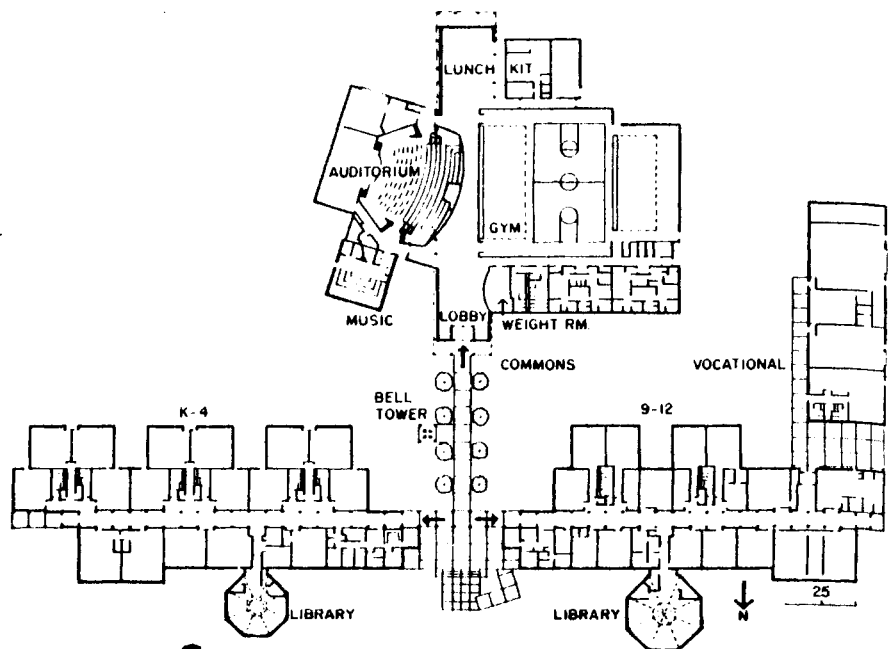 LUNCH
KIT
AUDITORIUM
GYM
MUSIC
LOBBY
WEIGHT RM.
COMMONS
VOCATIONAL
BELL
TOWER
K-4
9-12
LIBRARY
LIBRARY
25
N